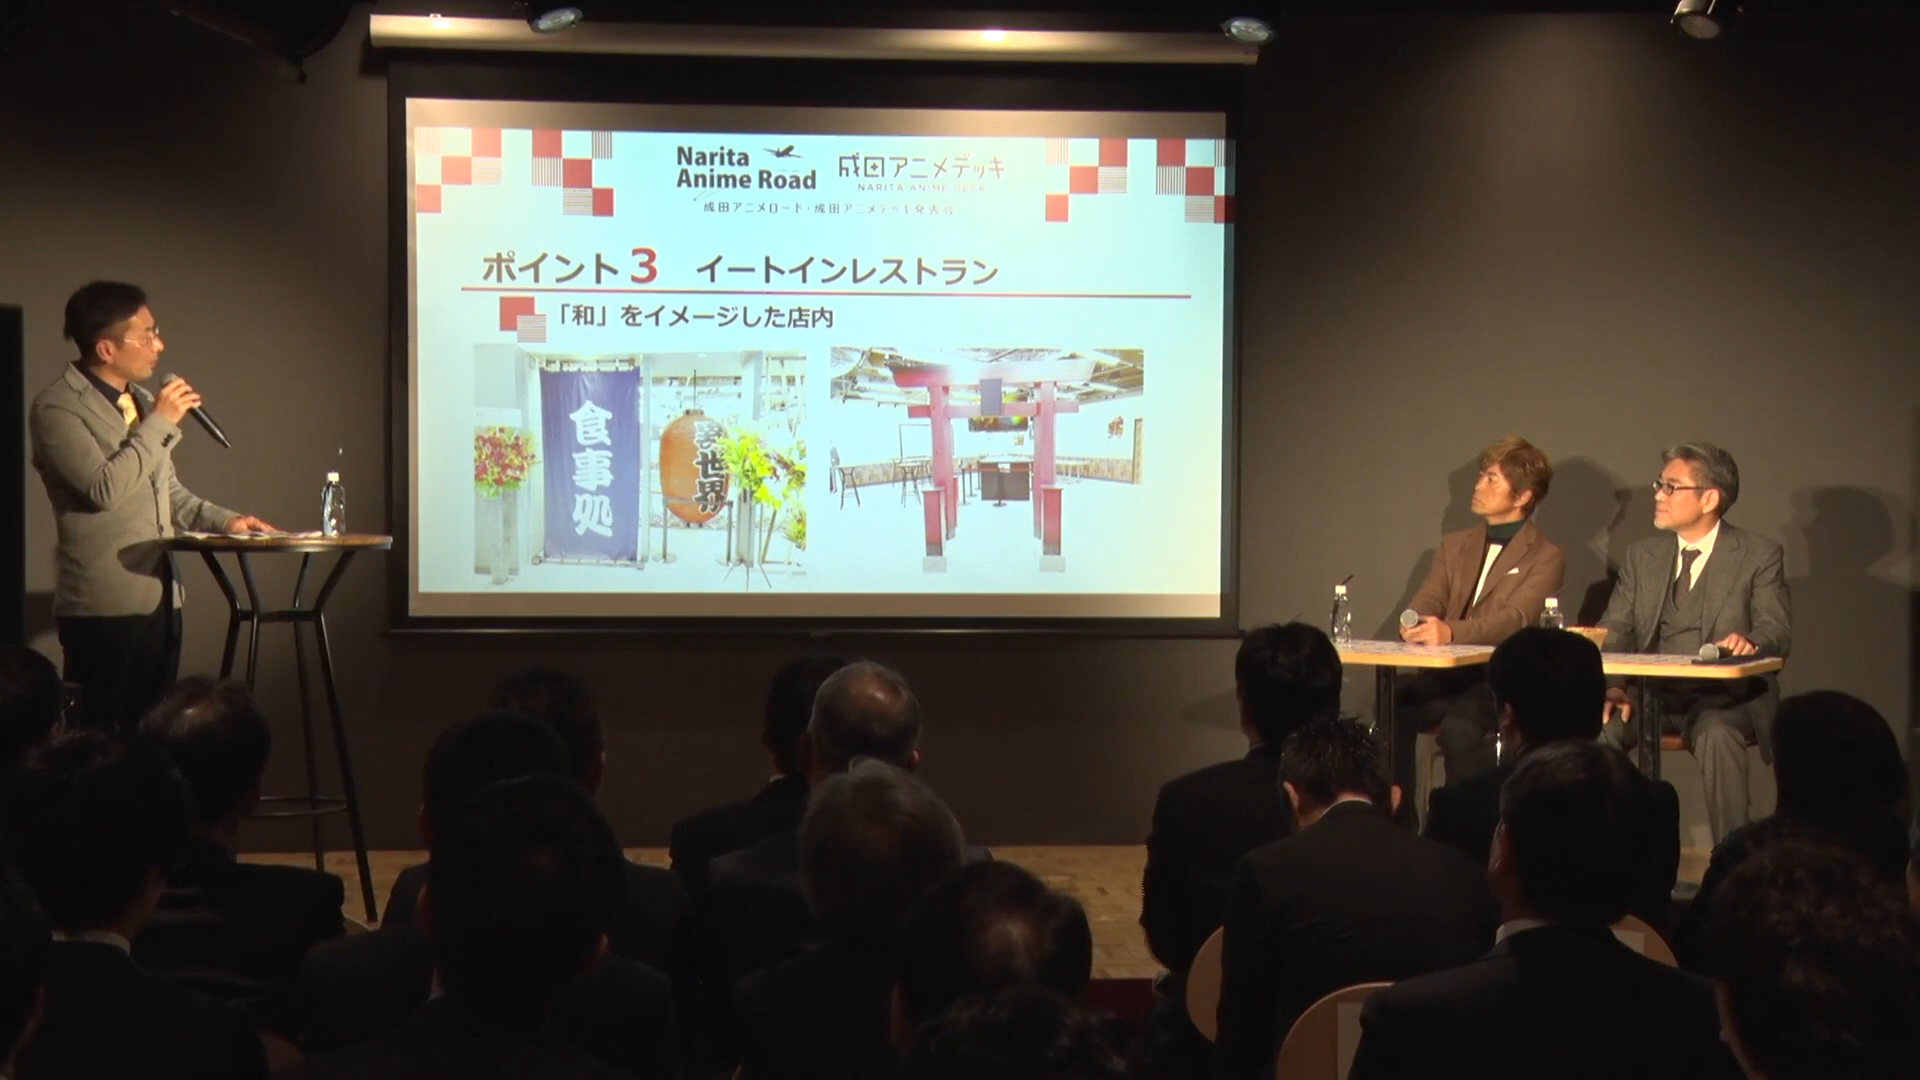 Narita
Anime Road
成田アニメデッキ
NARITA ANIME DECK
成田アニメロード・成田アニメデッキ発表会
ポイント3 イートインレストラン
「和」をイメージした店内
食事処
異世界